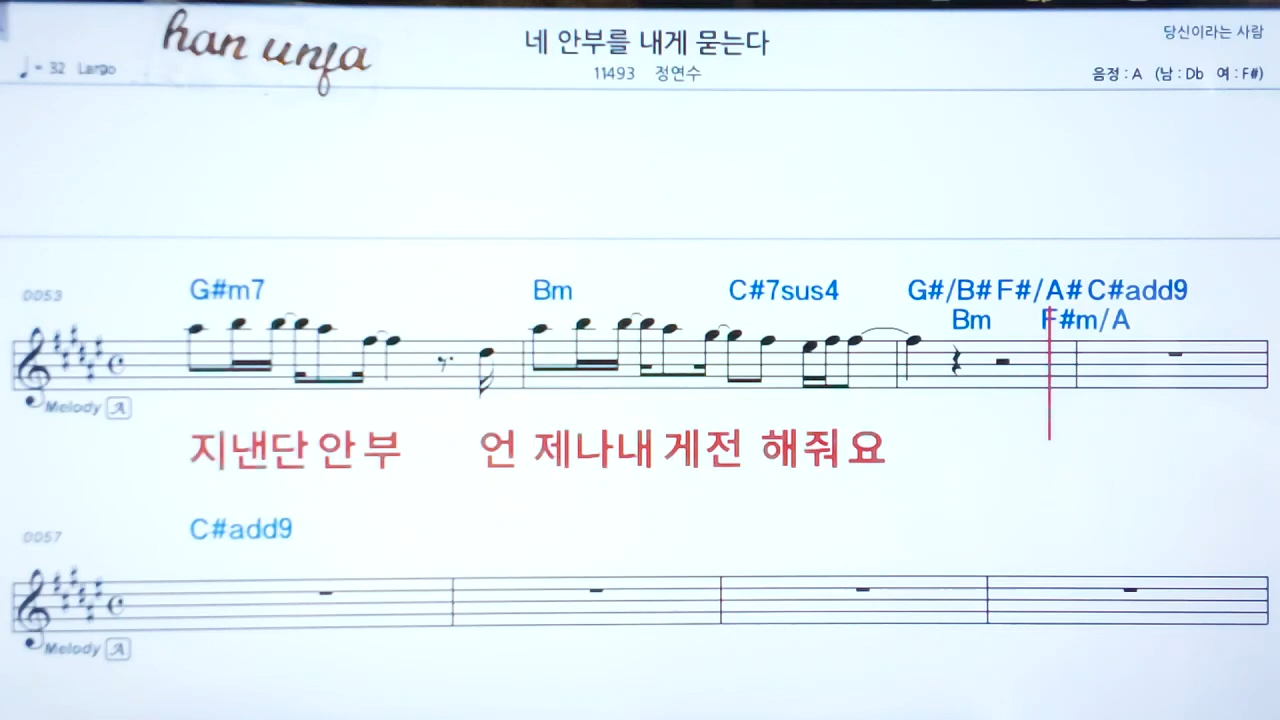 han unja
네 안부를 내게 묻는다
당신이라는 사람
♩ = 32 Largo
11493 정연수
음정 : A (남 : Db 여 : F#)
0053
G#m7 Bm C#7sus4 G#/B# F#/A# C#add9
Bm F#m/A
Melody A
지낸단 안 부 언 제나내 게전 해줘 요
0057
C#add9
Melody A